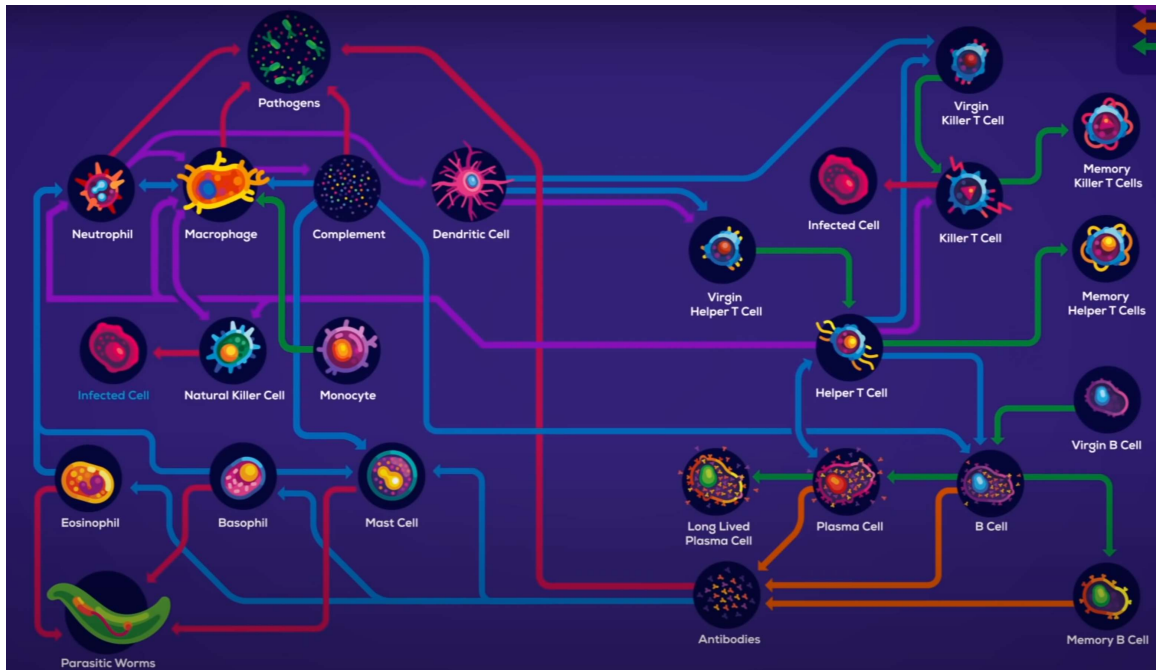 Pathogens
Virgin
Killer T Cell
Memory
Killer T Cells
Neutrophil
Macrophage
Complement
Dendritic Cell
Infected Cell
Killer T Cell
Virgin
Helper T Cell
Memory
Helper T Cells
Infected Cell
Natural Killer Cell
Monocyte
Helper T Cell
Virgin B Cell
Eosinophil
Basophil
Mast Cell
Long Lived
Plasma Cell
Plasma Cell
B Cell
Parasitic Worms
Antibodies
Memory B Cell